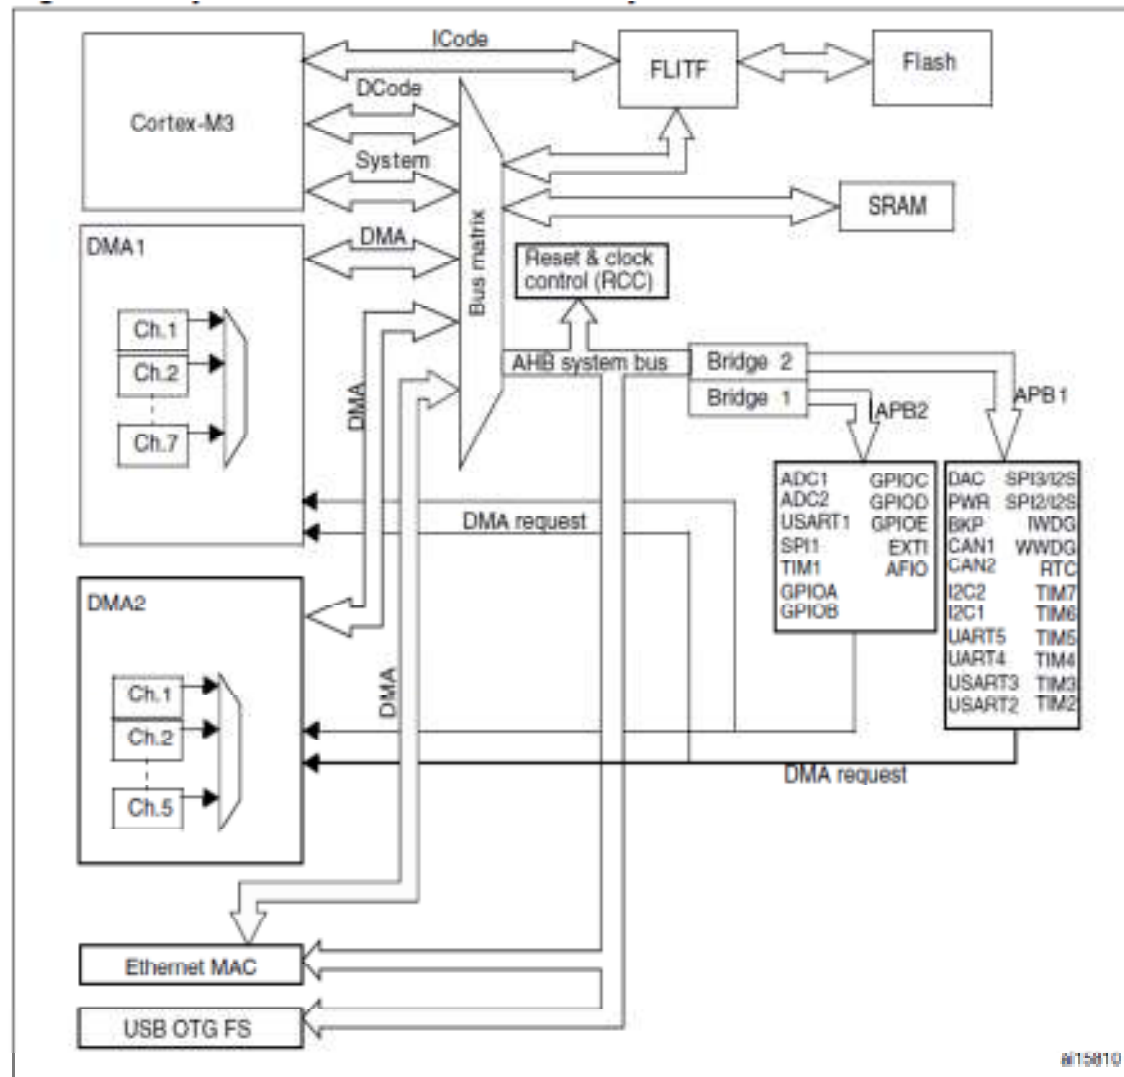 ICode
FLITF
Flash
DCode
Cortex-M3
System
SRAM
DMA1
DMA
Bus matrix
Reset & clock
control (RCC)
Ch.1
Ch.2
Ch.7
DMA
AHB system bus
Bridge 2
Bridge 1
APB2
APB1
DMA request
ADC1 GPIOC
ADC2 GPIOD
USART1 GPIOE
SPI1 EXTI
TIM1 AFIO
GPIOA
GPIOB
DAC SPI3/I2S
PWR SPI2/I2S
BKP IWDG
CAN1 WWDG
CAN2 RTC
I2C2 TIM7
I2C1 TIM6
UART5 TIM5
UART4 TIM4
USART3 TIM3
USART2 TIM2
DMA2
Ch.1
Ch.2
Ch.5
DMA
DMA request
Ethernet MAC
USB OTG FS
ai15810